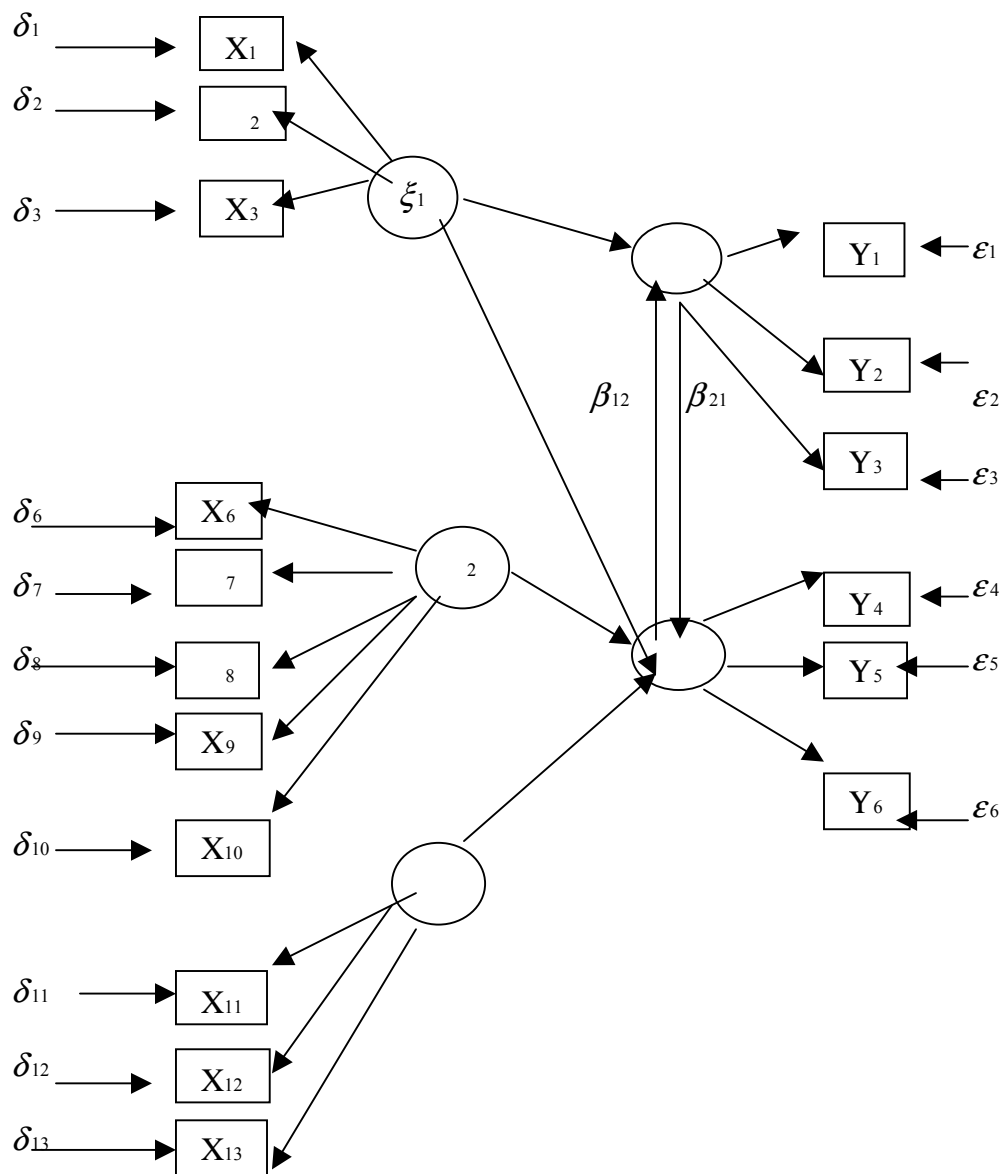 δ1 X1
δ2 2
δ3 X3
ξ1
Y1 ε1
Y2 ε2
β12 β21
Y3 ε3
δ6 X6
δ7 7
2
Y4 ε4
δ8 8
Y5 ε5
δ9 X9
Y6 ε6
δ10 X10
δ11 X11
δ12 X12
δ13 X13